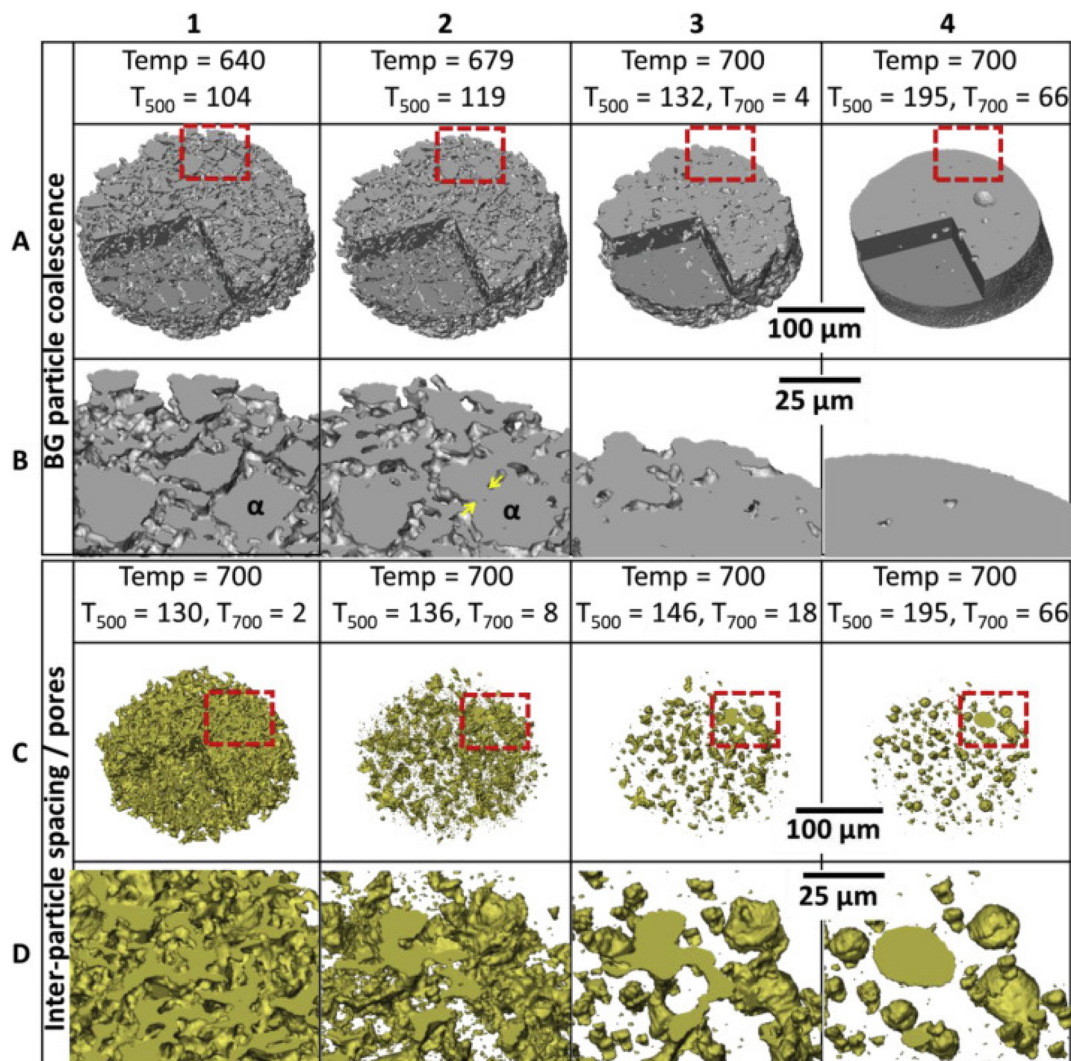 1 2 3 4
Temp = 640 Temp = 679 Temp = 700 Temp = 700
T₅₀₀ = 104 T₅₀₀ = 119 T₅₀₀ = 132, T₇₀₀ = 4 T₅₀₀ = 195, T₇₀₀ = 66
BG particle coalescence
A
100 µm
B
25 µm
α α
Temp = 700 Temp = 700 Temp = 700 Temp = 700
T₅₀₀ = 130, T₇₀₀ = 2 T₅₀₀ = 136, T₇₀₀ = 8 T₅₀₀ = 146, T₇₀₀ = 18 T₅₀₀ = 195, T₇₀₀ = 66
Inter-particle spacing / pores
C
100 µm
D
25 µm